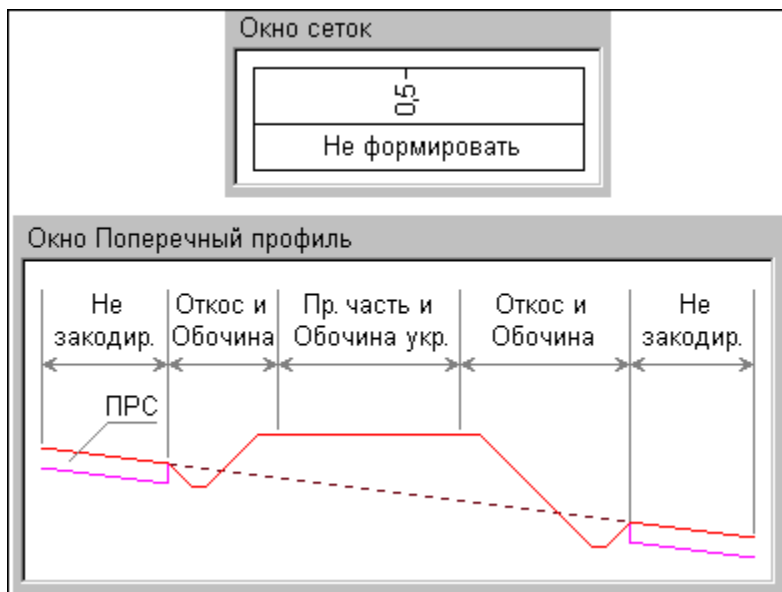 Окно сеток
0,5
Не формировать
Окно Поперечный профиль
Не закодир.
Откос и Обочина
Пр. часть и Обочина укр.
Откос и Обочина
Не закодир.
ПРС